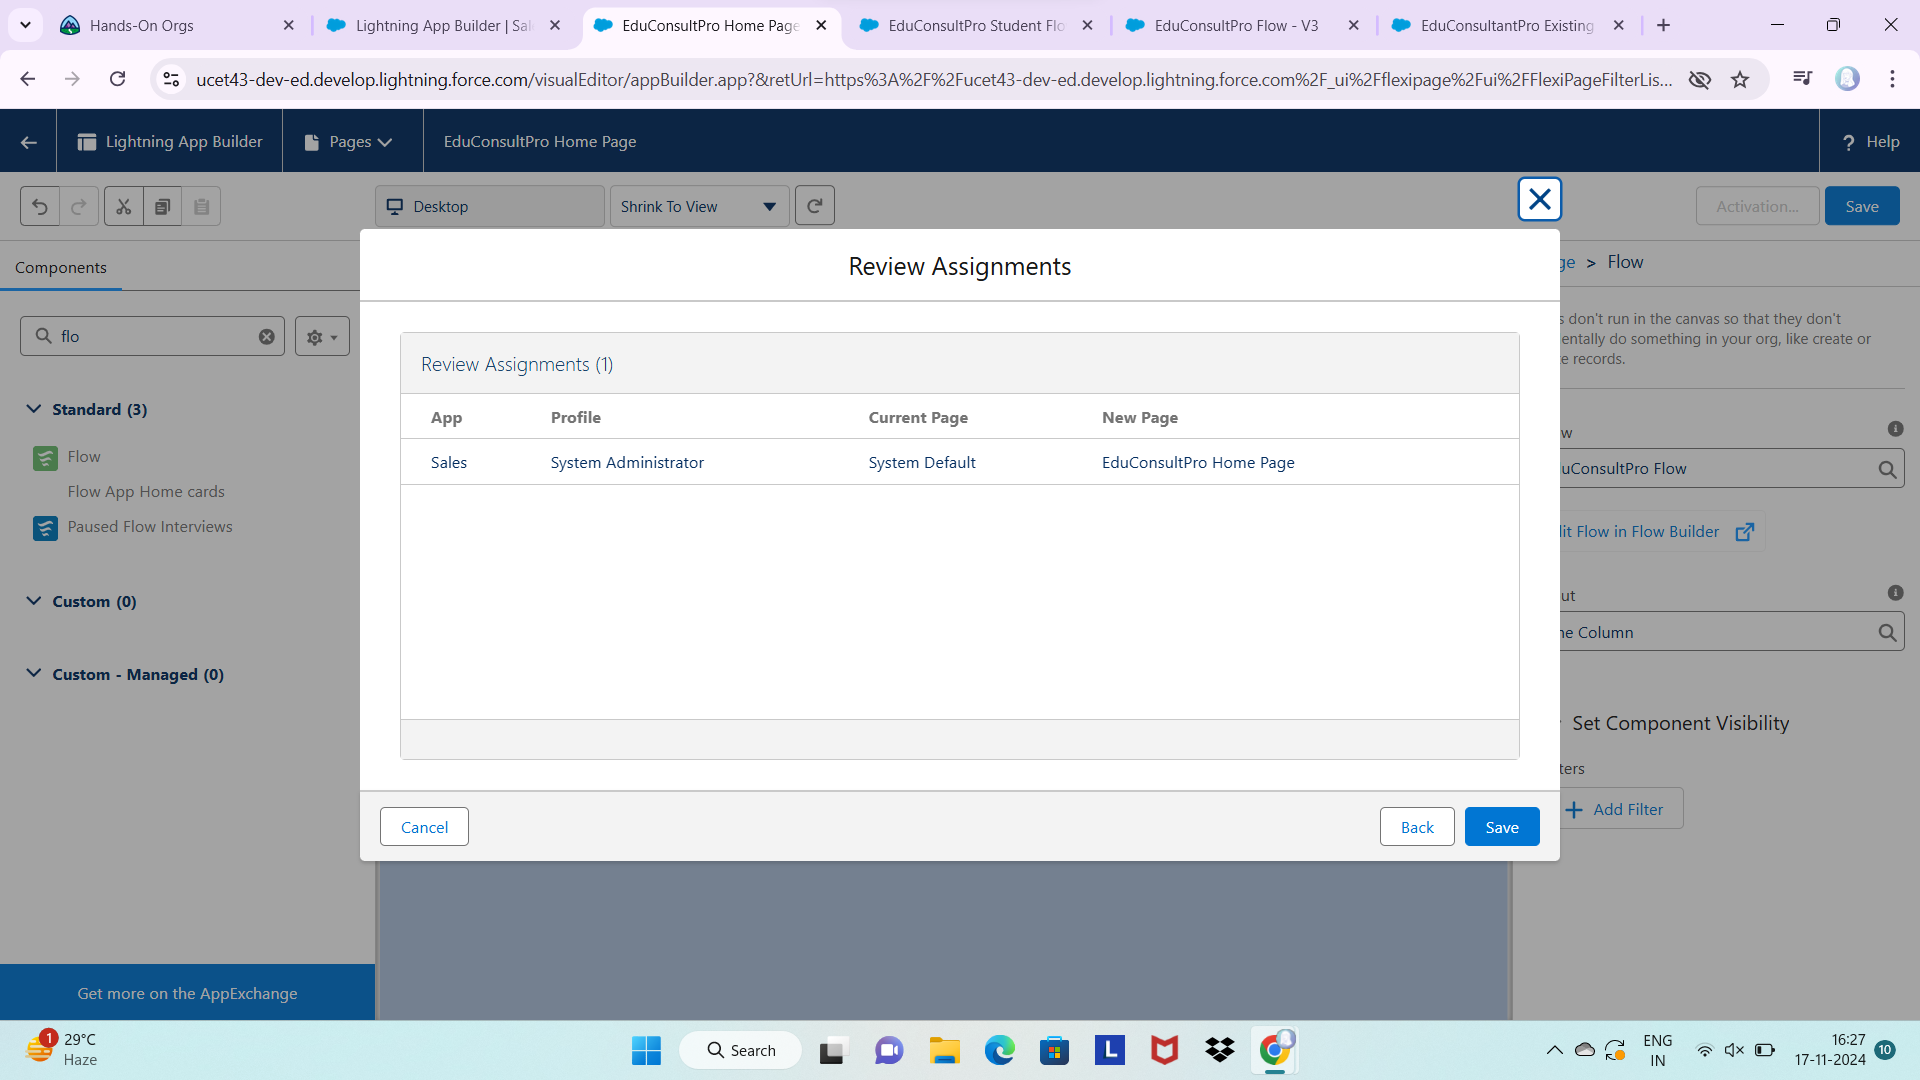 Hands-On Orgs
Lightning App Builder | Sal
EduConsultPro Home Page
EduConsultPro Student Flo
EduConsultPro Flow - V3
EduConsultantPro Existing
ucet43-dev-ed.develop.lightning.force.com/visualEditor/appBuilder.app?&retUrl=https%3A%2F%2Fucet43-dev-ed.develop.lightning.force.com%2F_ui%2Fflexipage%2Fui%2FFlexiPageFilterLis...
Lightning App Builder
Pages
EduConsultPro Home Page
? Help
Desktop
Shrink To View
Activation...
Save
Components
Review Assignments
ge > Flow
flo
s don't run in the canvas so that they don't
entally do something in your org, like create or
e records.
Review Assignments (1)
Standard (3)
App
Profile
Current Page
New Page
w
Flow
Sales
System Administrator
System Default
EduConsultPro Home Page
uConsultPro Flow
Flow App Home cards
Paused Flow Interviews
it Flow in Flow Builder
Custom (0)
ut
ne Column
Custom - Managed (0)
Set Component Visibility
ters
Add Filter
Cancel
Back
Save
Get more on the AppExchange
1
29°C
Haze
Search
L
ENG
IN
16:27
17-11-2024
10